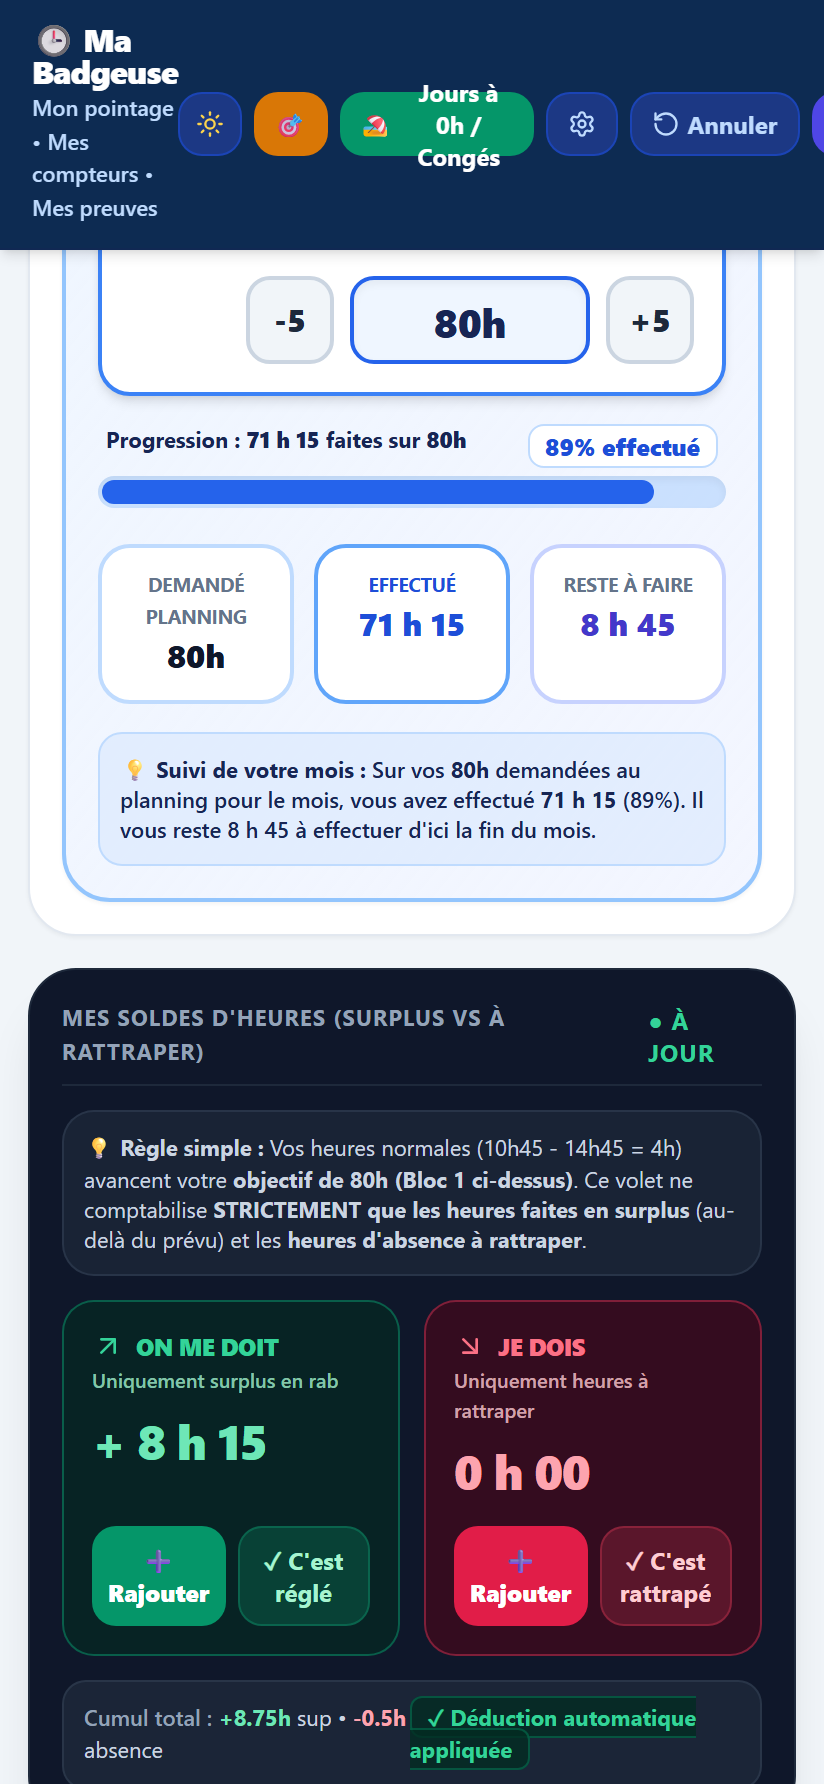 🕒 Ma
Badgeuse
Mon pointage
• Mes
compteurs •
Mes preuves
Jours à
0h /
Congés
Annuler
-5
80h
+5
Progression : 71 h 15 faites sur 80h
89% effectué
DEMANDÉ
PLANNING
80h
EFFECTUÉ
71 h 15
RESTE À FAIRE
8 h 45
💡 Suivi de votre mois : Sur vos 80h demandées au
planning pour le mois, vous avez effectué 71 h 15 (89%). Il
vous reste 8 h 45 à effectuer d'ici la fin du mois.
MES SOLDES D'HEURES (SURPLUS VS À
RATTRAPER)
● À
JOUR
💡 Règle simple : Vos heures normales (10h45 - 14h45 = 4h)
avancent votre objectif de 80h (Bloc 1 ci-dessus). Ce volet ne
comptabilise STRICTEMENT que les heures faites en surplus (au-
delà du prévu) et les heures d'absence à rattraper.
ON ME DOIT
Uniquement surplus en rab
+ 8 h 15
➕
Rajouter
✓ C'est
réglé
JE DOIS
Uniquement heures à
rattraper
0 h 00
➕
Rajouter
✓ C'est
rattrapé
Cumul total : +8.75h sup • -0.5h
absence
✓ Déduction automatique
appliquée